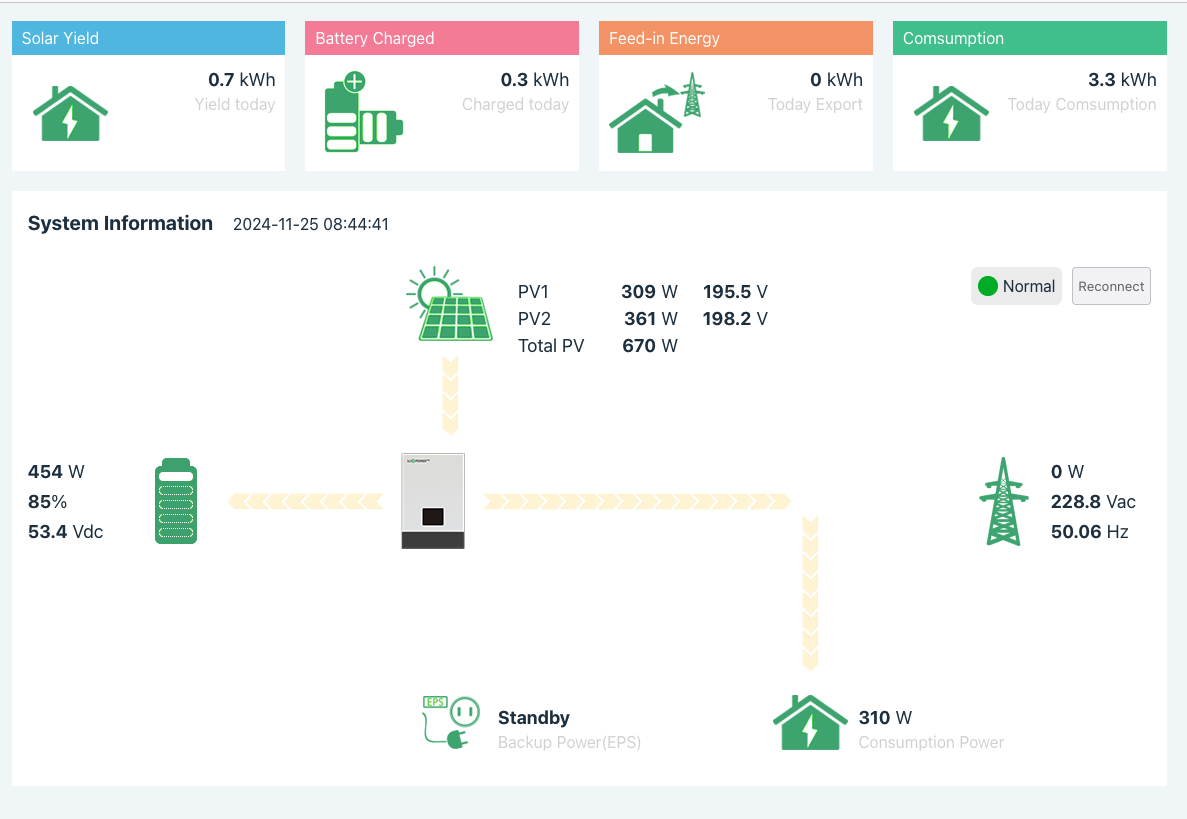 Solar Yield
0.7 kWh
Yield today
Battery Charged
0.3 kWh
Charged today
Feed-in Energy
0 kWh
Today Export
Comsumption
3.3 kWh
Today Comsumption
System Information 2024-11-25 08:44:41
PV1 309 W 195.5 V
PV2 361 W 198.2 V
Total PV 670 W
Normal
Reconnect
454 W
85%
53.4 Vdc
0 W
228.8 Vac
50.06 Hz
EPS
Standby
Backup Power(EPS)
310 W
Consumption Power